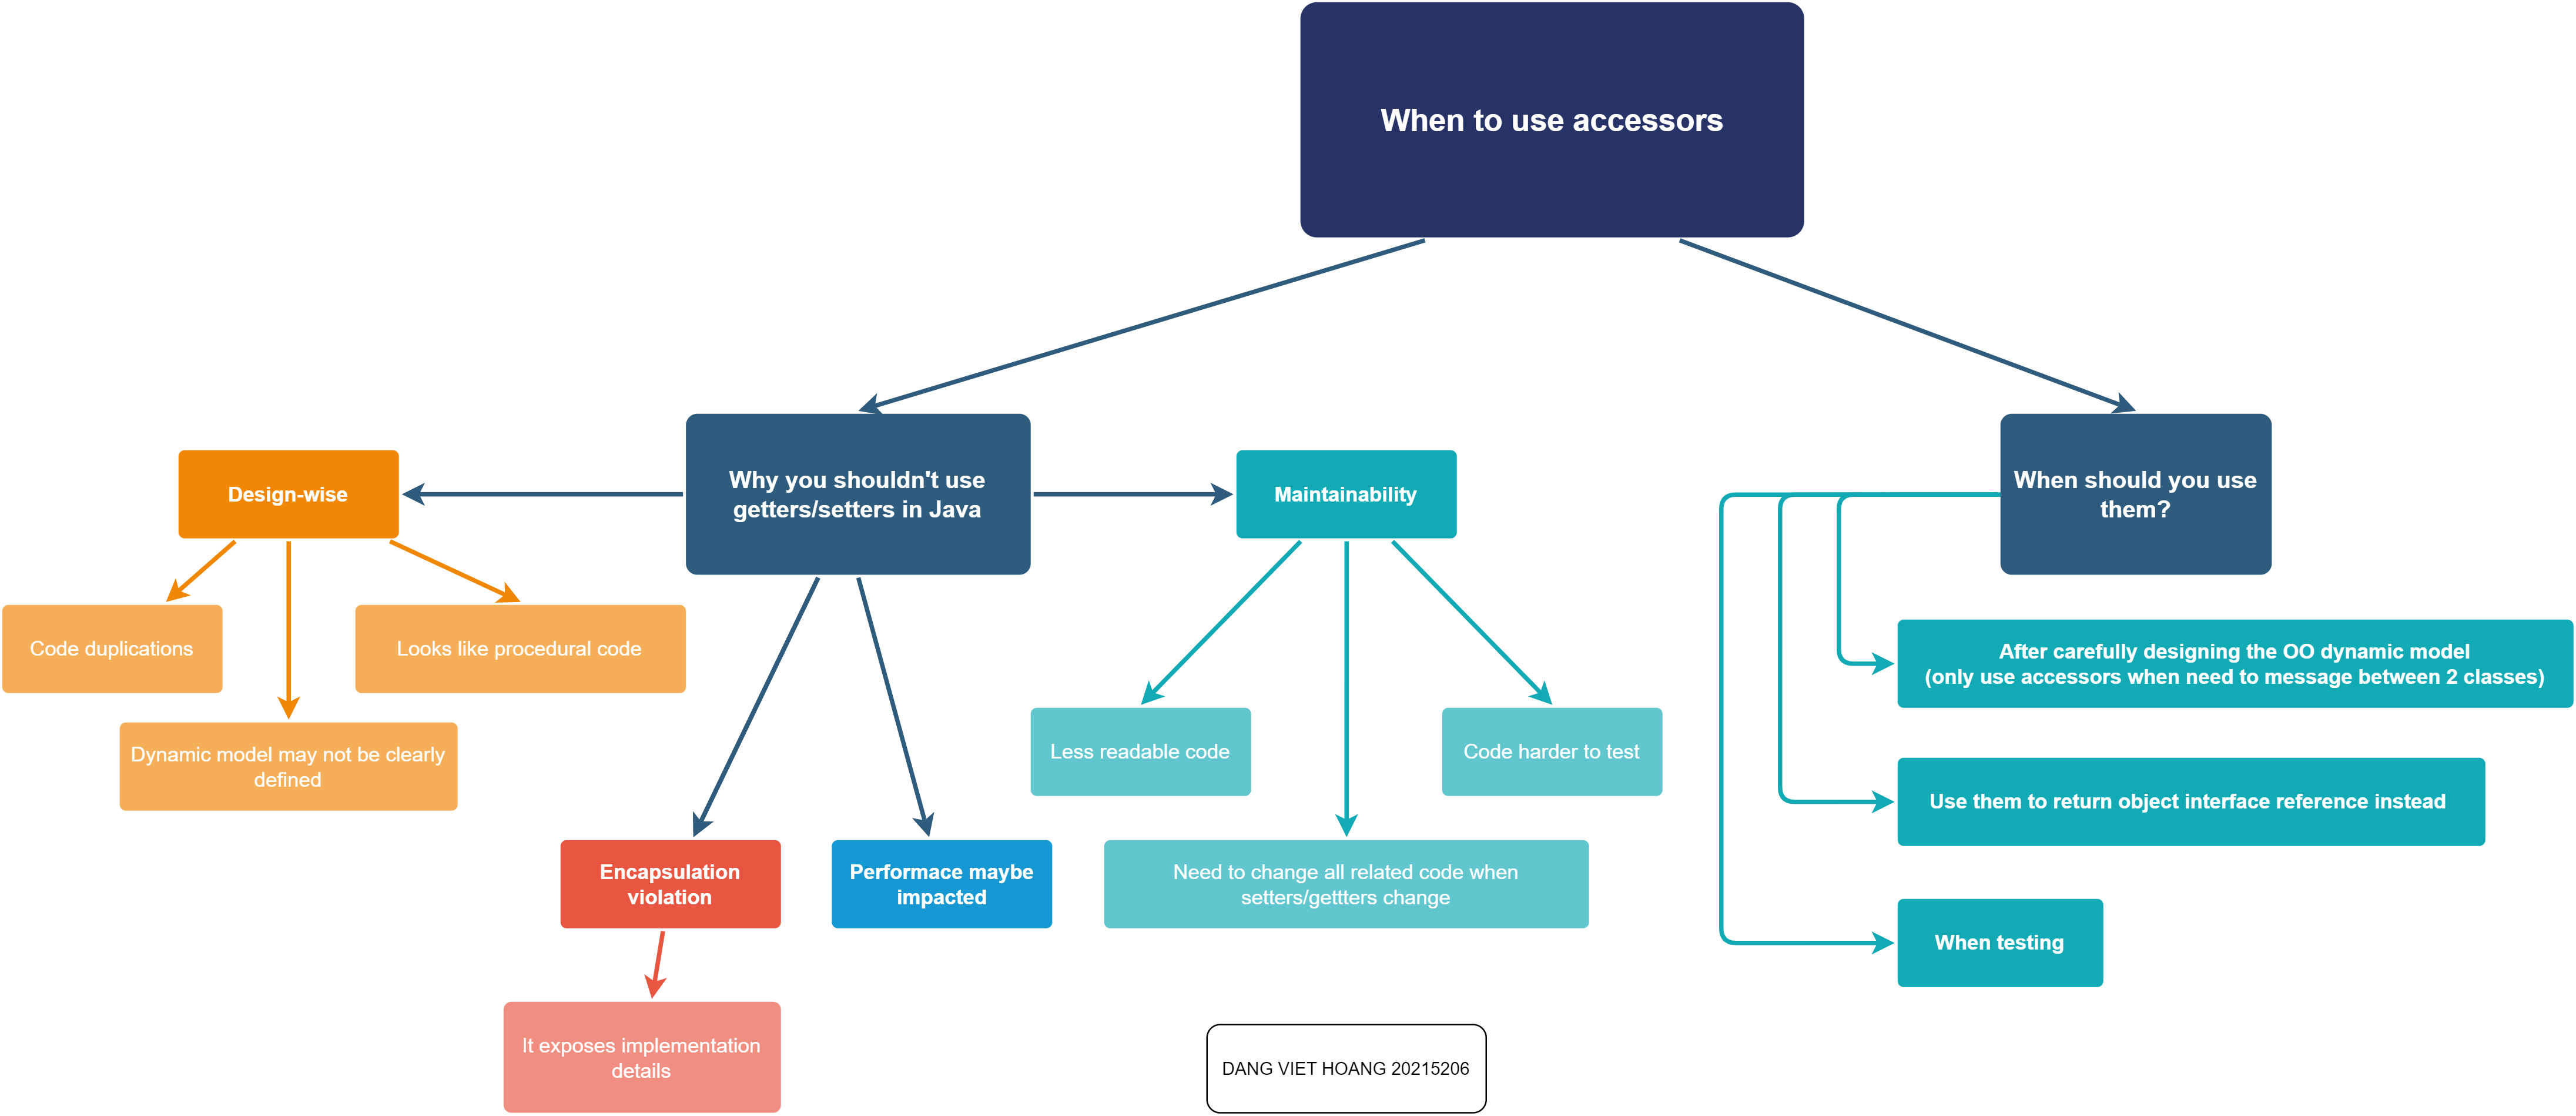 When to use accessors
Why you shouldn't use
getters/setters in Java
When should you use
them?
Design-wise
Maintainability
Code duplications
Looks like procedural code
Dynamic model may not be clearly
defined
Less readable code
Code harder to test
Need to change all related code when
setters/gettters change
Encapsulation
violation
Performace maybe
impacted
It exposes implementation
details
After carefully designing the OO dynamic model
(only use accessors when need to message between 2 classes)
Use them to return object interface reference instead
When testing
DANG VIET HOANG 20215206